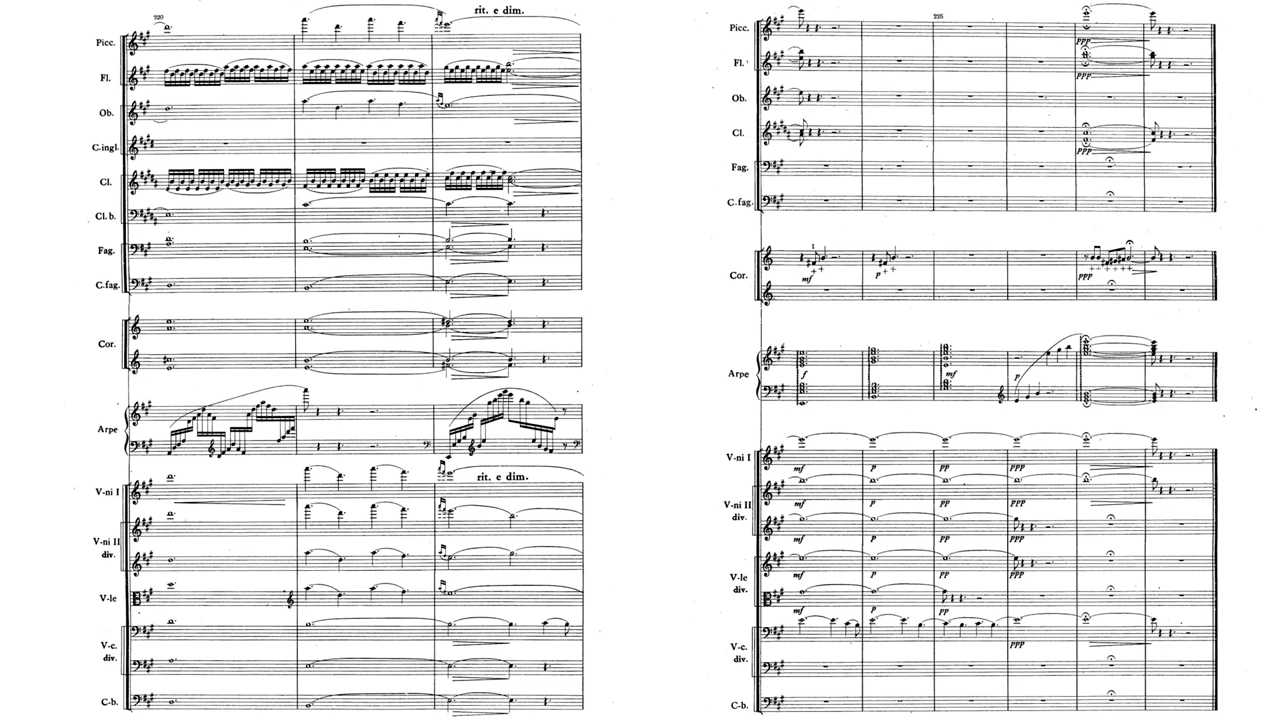 220
rit. e dim.
Picc.
Fl.
Ob.
C.ingl.
Cl.
Cl. b.
Fag.
C.fag.
Cor.
Arpe
rit. e dim.
V-ni I
V-ni II
div.
V-le
V-c.
div.
C-b.
225
Picc.
ppp
Fl.
ppp
Ob.
Cl.
ppp
Fag.
C.fag.
I
Cor.
mf p ppp
Arpe
f mf p
V-ni I
mf p pp ppp
V-ni II
div.
mf p pp ppp
mf p pp
V-le
div.
mf p pp ppp
mf p pp
V-c.
div.
ppp
C-b.